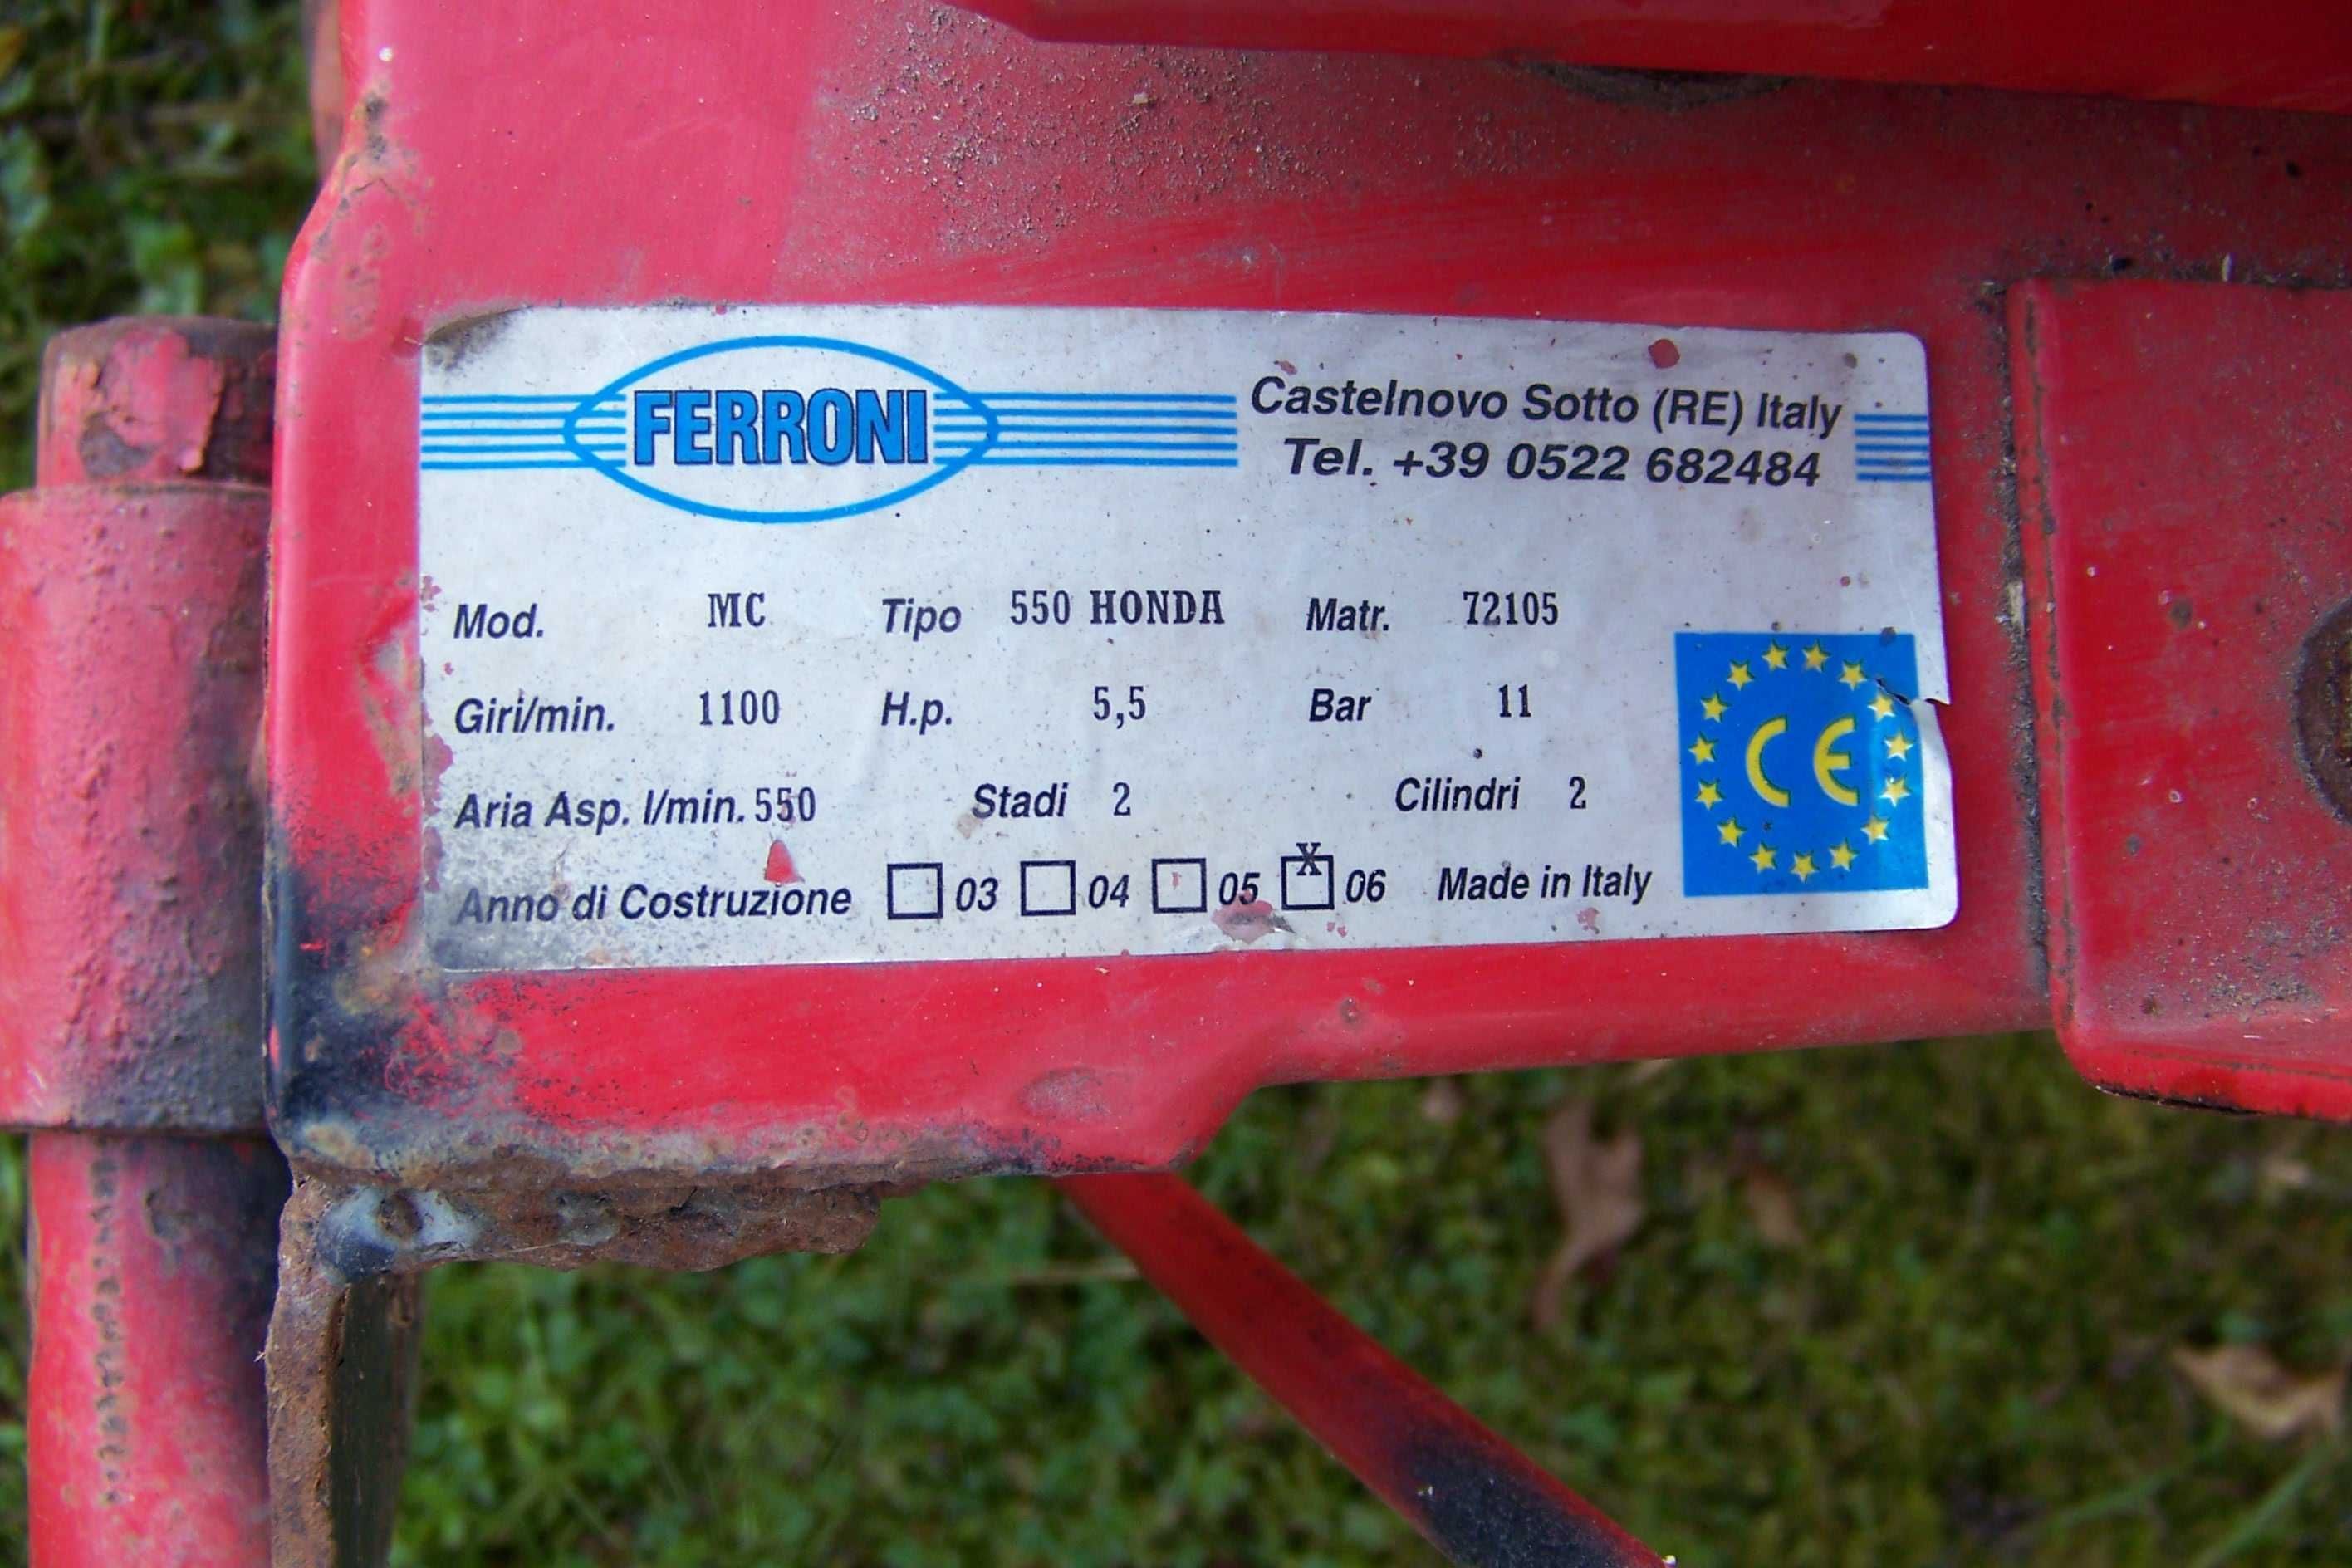 FERRONI
Castelnovo Sotto (RE) Italy
Tel. +39 0522 682484
Mod. MC Tipo 550 HONDA Matr. 72105
Giri/min. 1100 H.p. 5,5 Bar 11
Aria Asp. l/min. 550 Stadi 2 Cilindri 2
Anno di Costruzione 03 04 05 X 06 Made in Italy
CE